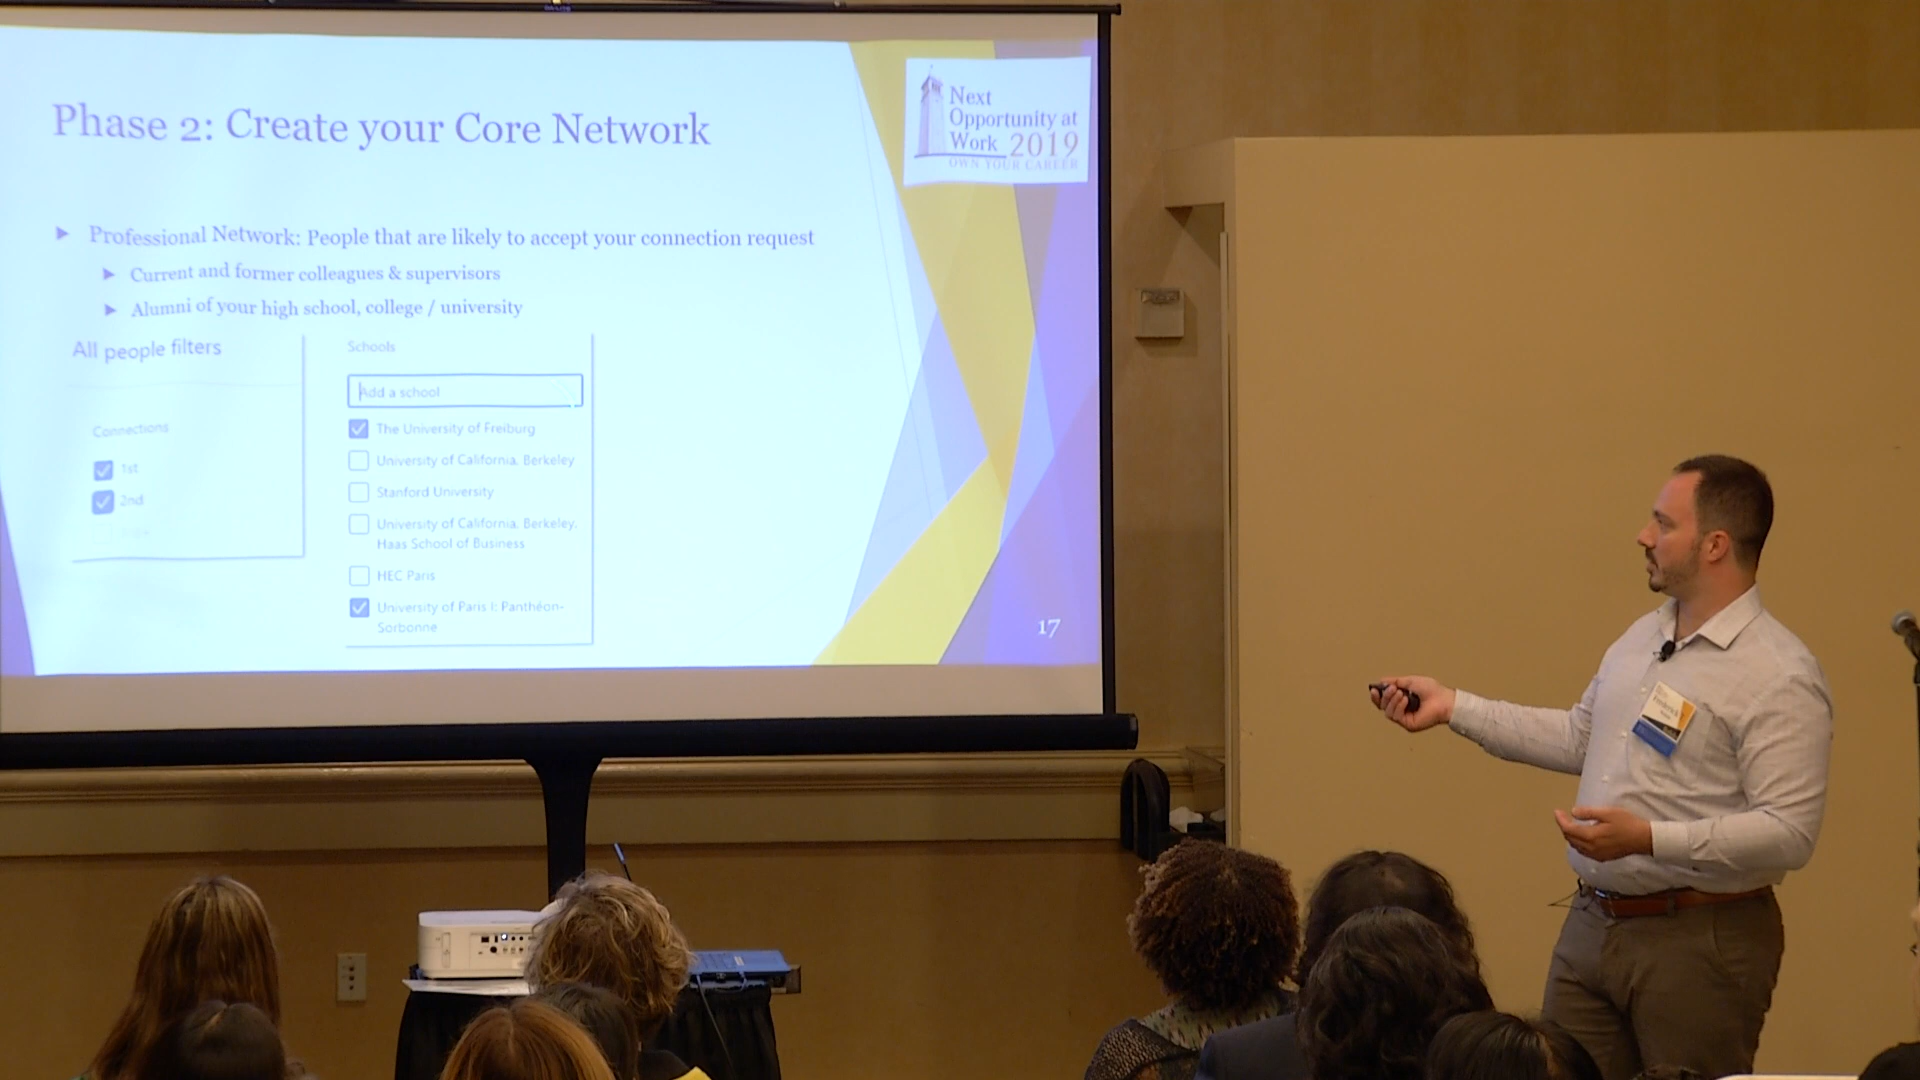 Phase 2: Create your Core Network
Next
Opportunity at
Work 2019
OWN YOUR CAREER
Professional Network: People that are likely to accept your connection request
Current and former colleagues & supervisors
Alumni of your high school, college / university
All people filters
Connections
1st
2nd
Schools
Add a school
The University of Freiburg
University of California, Berkeley
Stanford University
University of California, Berkeley,
Haas School of Business
HEC Paris
University of Paris I: Panthéon-
Sorbonne
17
Frederick